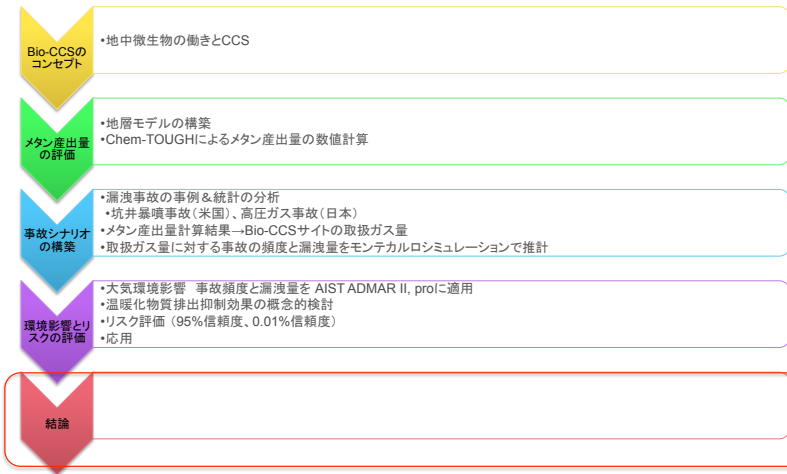 Bio-CCSの
コンセプト
•地中微生物の働きとCCS
メタン産出量
の評価
•地層モデルの構築
•Chem-TOUGHによるメタン産出量の数値計算
事故シナリオ
の構築
•漏洩事故の事例＆統計の分析
•坑井暴噴事故（米国）、高圧ガス事故（日本）
•メタン産出量計算結果→Bio-CCSサイトの取扱ガス量
•取扱ガス量に対する事故の頻度と漏洩量をモンテカルロシミュレーションで推計
環境影響とリ
スクの評価
•大気環境影響　事故頻度と漏洩量を AIST ADMAR II, proに適用
•温暖化物質排出抑制効果の概念的検討
•リスク評価 （95%信頼度、0.01%信頼度）
•応用
結論